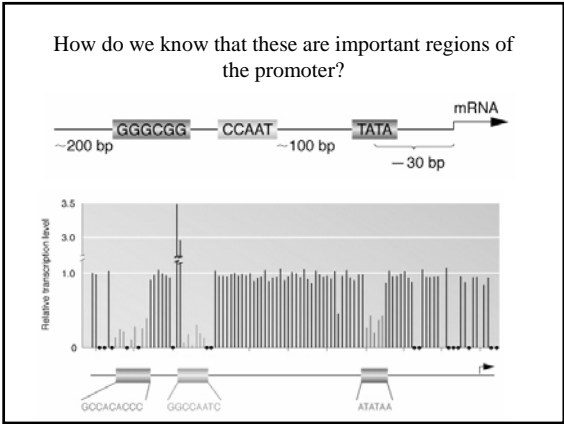 How do we know that these are important regions of
the promoter?
mRNA
GGGCGG CCAAT TATA
~200 bp ~100 bp
— 30 bp
3.5
3.0
1.0
0
Relative transcription level
GCCACACCC GGCCAATC ATATAA